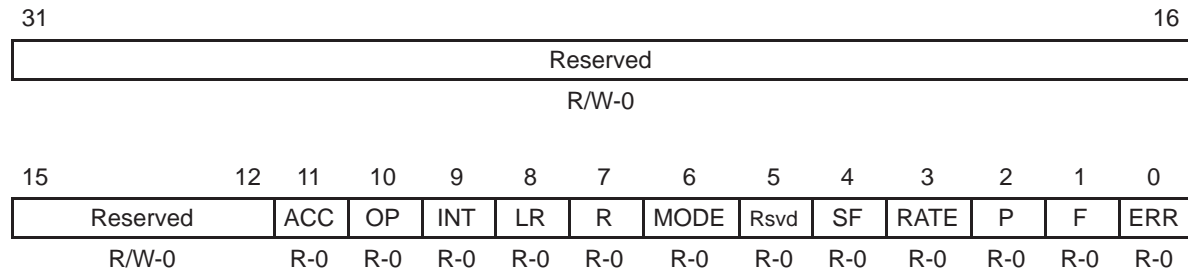 31 16
Reserved
R/W-0
15 12 11 10 9 8 7 6 5 4 3 2 1 0
Reserved ACC OP INT LR R MODE Rsvd SF RATE P F ERR
R/W-0 R-0 R-0 R-0 R-0 R-0 R-0 R-0 R-0 R-0 R-0 R-0 R-0